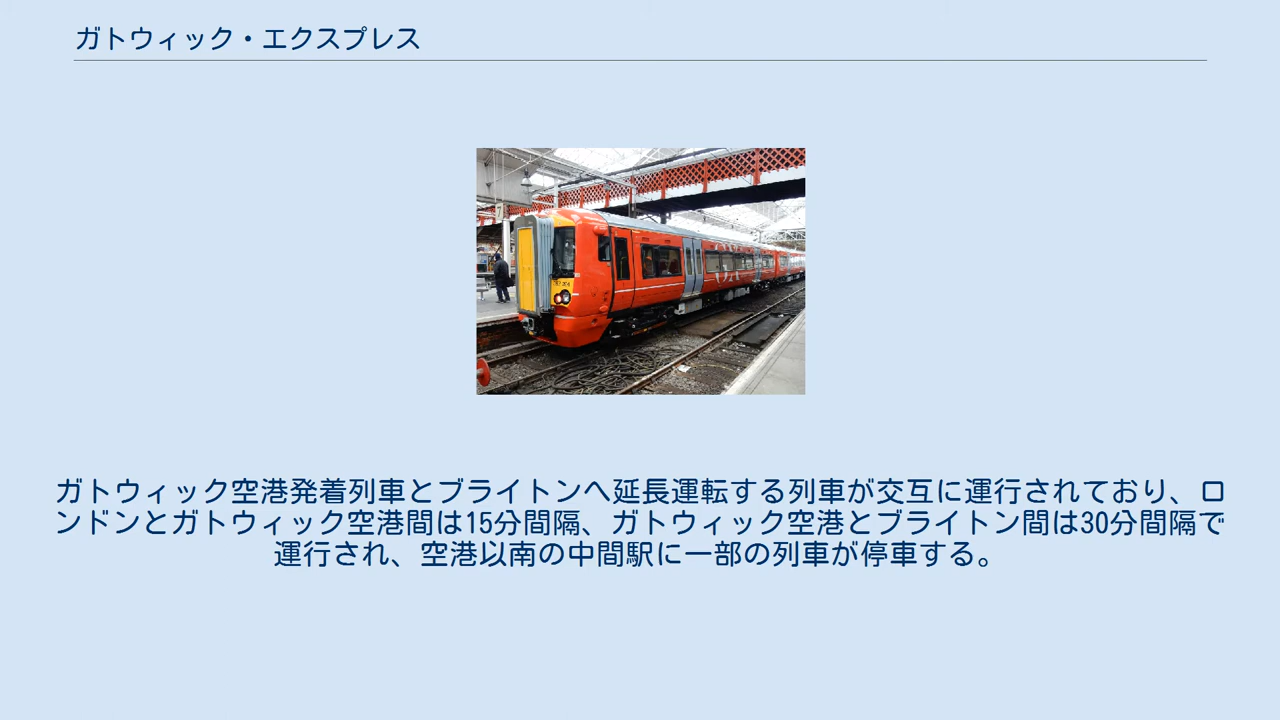 ガトウィック・エクスプレス
ガトウィック空港発着列車とブライトンへ延長運転する列車が交互に運行されており、ロ
ンドンとガトウィック空港間は15分間隔、ガトウィック空港とブライトン間は30分間隔で
運行され、空港以南の中間駅に一部の列車が停車する。